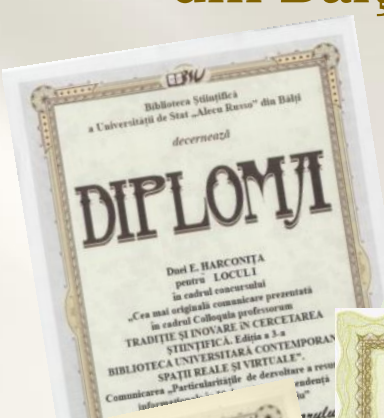 BȘU
Biblioteca Științifică
a Universității de Stat „Alecu Russo” din Bălți
decernează
DIPLOMA
Dnei E. HARCONIȚA
pentru LOCUL I
în cadrul concursului
„Cea mai originală comunicare prezentată
în cadrul Colloquia professorum
TRADIȚIE ȘI INOVARE ÎN CERCETAREA
ȘTIINȚIFICĂ. Ediția a 3-a
BIBLIOTECA UNIVERSITARĂ
SPAȚII REALE ȘI VIRTUALE”.
Comunicarea „Particularitățile de dezvoltare a